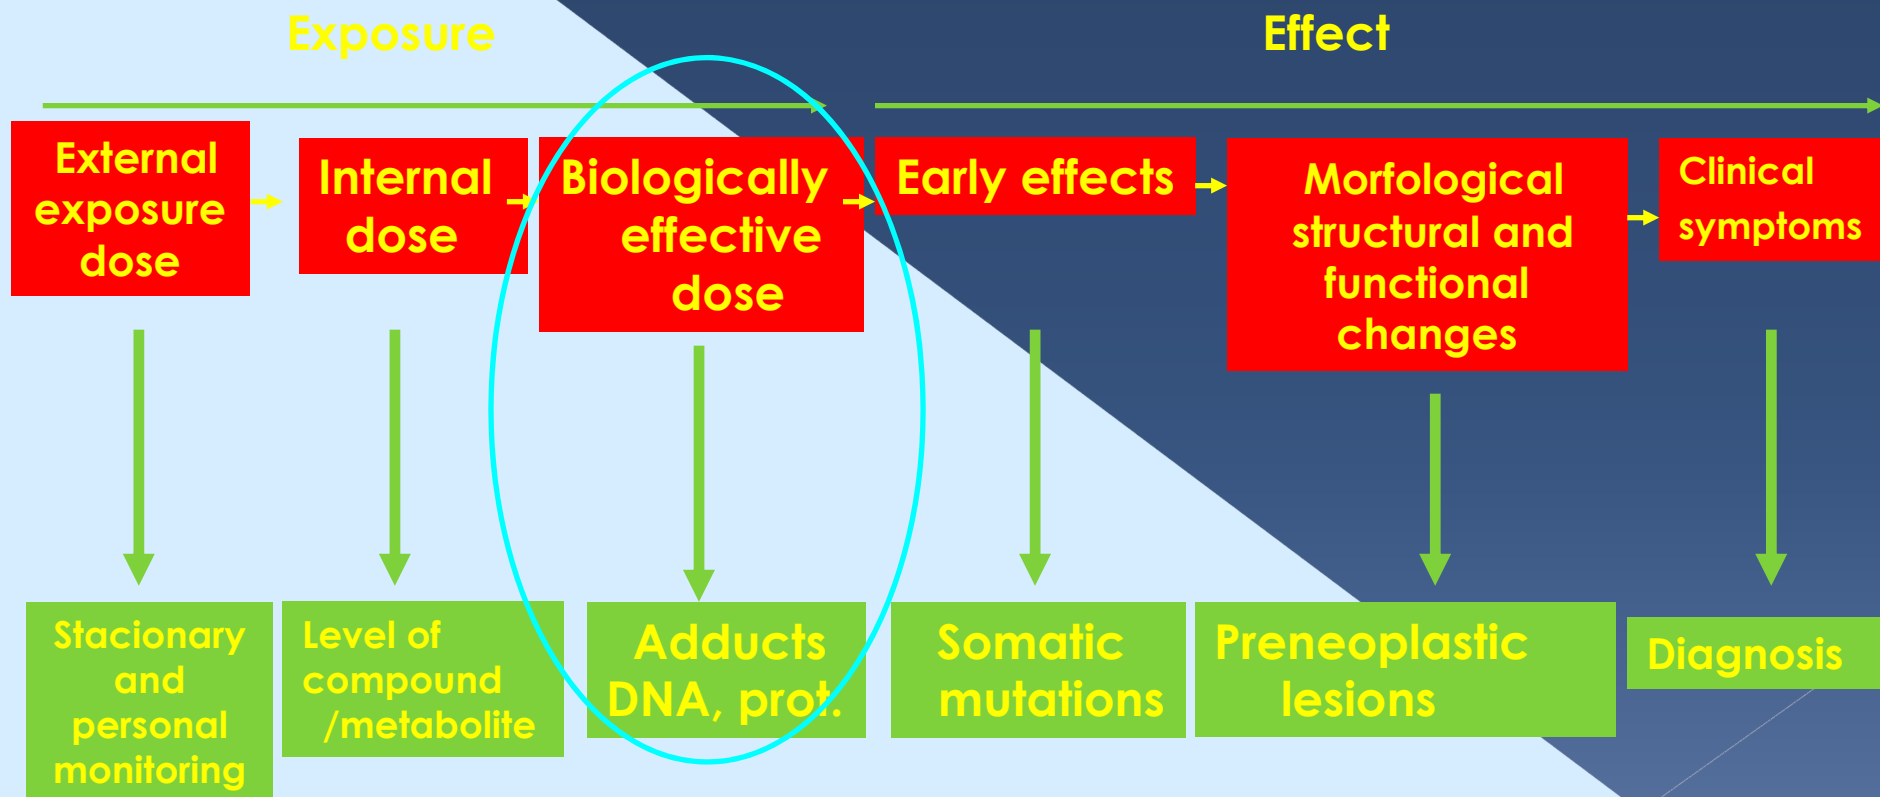 Exposure
Effect
External
exposure
dose
Internal
dose
Biologically
effective
dose
Early effects
Morfological
structural and
functional
changes
Clinical
symptoms
Stacionary
and
personal
monitoring
Level of
compound
/metabolite
Adducts
DNA, prot.
Somatic
mutations
Preneoplastic
lesions
Diagnosis